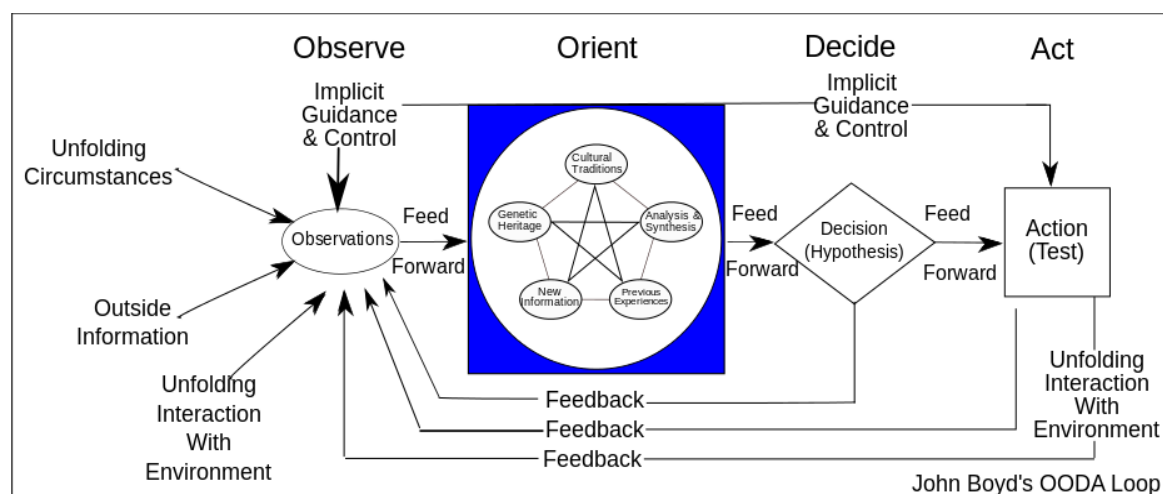 Observe
Orient
Decide
Act
Implicit
Guidance
& Control
Implicit
Guidance
& Control
Unfolding
Circumstances
Observations
Feed
Forward
Cultural
Traditions
Genetic
Heritage
Analysis &
Synthesis
New
Information
Previous
Experiences
Feed
Forward
Decision
(Hypothesis)
Feed
Forward
Action
(Test)
Outside
Information
Unfolding
Interaction
With
Environment
Unfolding
Interaction
With
Environment
Feedback
Feedback
Feedback
John Boyd's OODA Loop